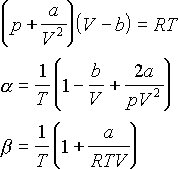 (p + a/V²)(V − b) = RT
α = 1/T (1 − b/V + 2a/pV²)
β = 1/T (1 + a/RTV)